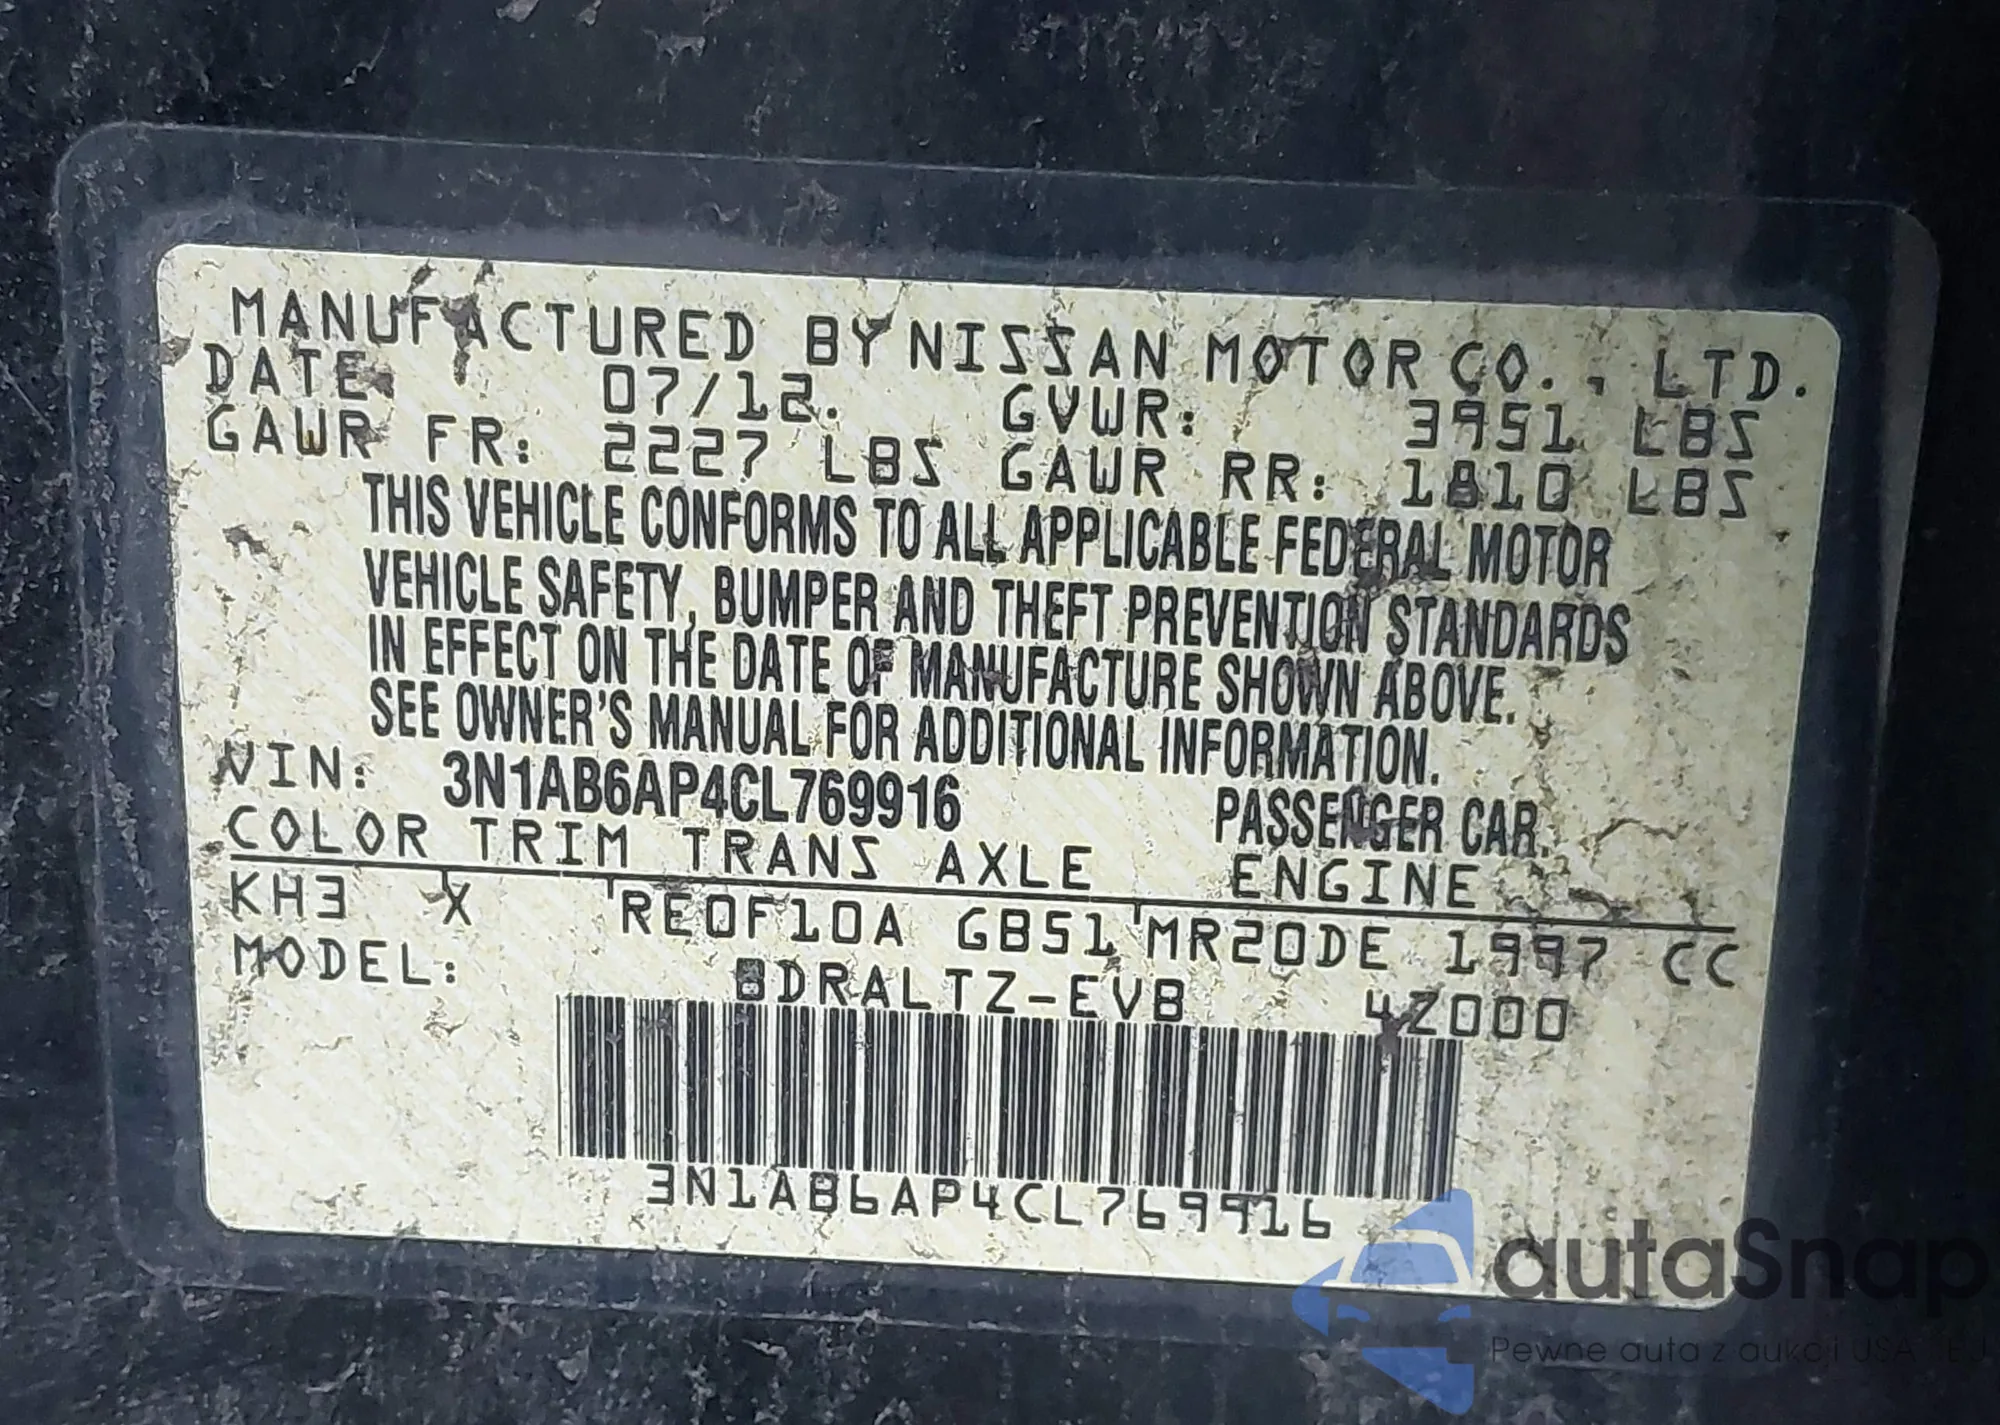 MANUFACTURED BY NISSAN MOTOR CO., LTD.
DATE: 07/12. GVWR: 3951 LBS
GAWR FR: 2227 LBS GAWR RR: 1810 LBS
THIS VEHICLE CONFORMS TO ALL APPLICABLE FEDERAL MOTOR
VEHICLE SAFETY, BUMPER AND THEFT PREVENTION STANDARDS
IN EFFECT ON THE DATE OF MANUFACTURE SHOWN ABOVE.
SEE OWNER'S MANUAL FOR ADDITIONAL INFORMATION.
VIN: 3N1AB6AP4CL769916 PASSENGER CAR.
COLOR TRIM TRANS AXLE ENGINE
KH3 X RE0F10A GB51 MR20DE 1997 CC
MODEL: BDRALTZ-EVB 4Z000
3N1AB6AP4CL769916
autaSnap
Pewne auta z aukcji USA i EU